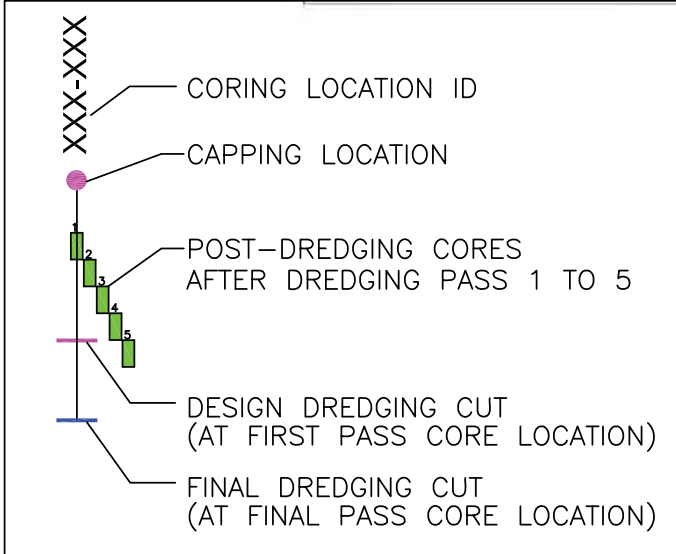 XXX-XXX
CORING LOCATION ID
CAPPING LOCATION
1
2
3
4
5
POST-DREDGING CORES
AFTER DREDGING PASS 1 TO 5
DESIGN DREDGING CUT
(AT FIRST PASS CORE LOCATION)
FINAL DREDGING CUT
(AT FINAL PASS CORE LOCATION)